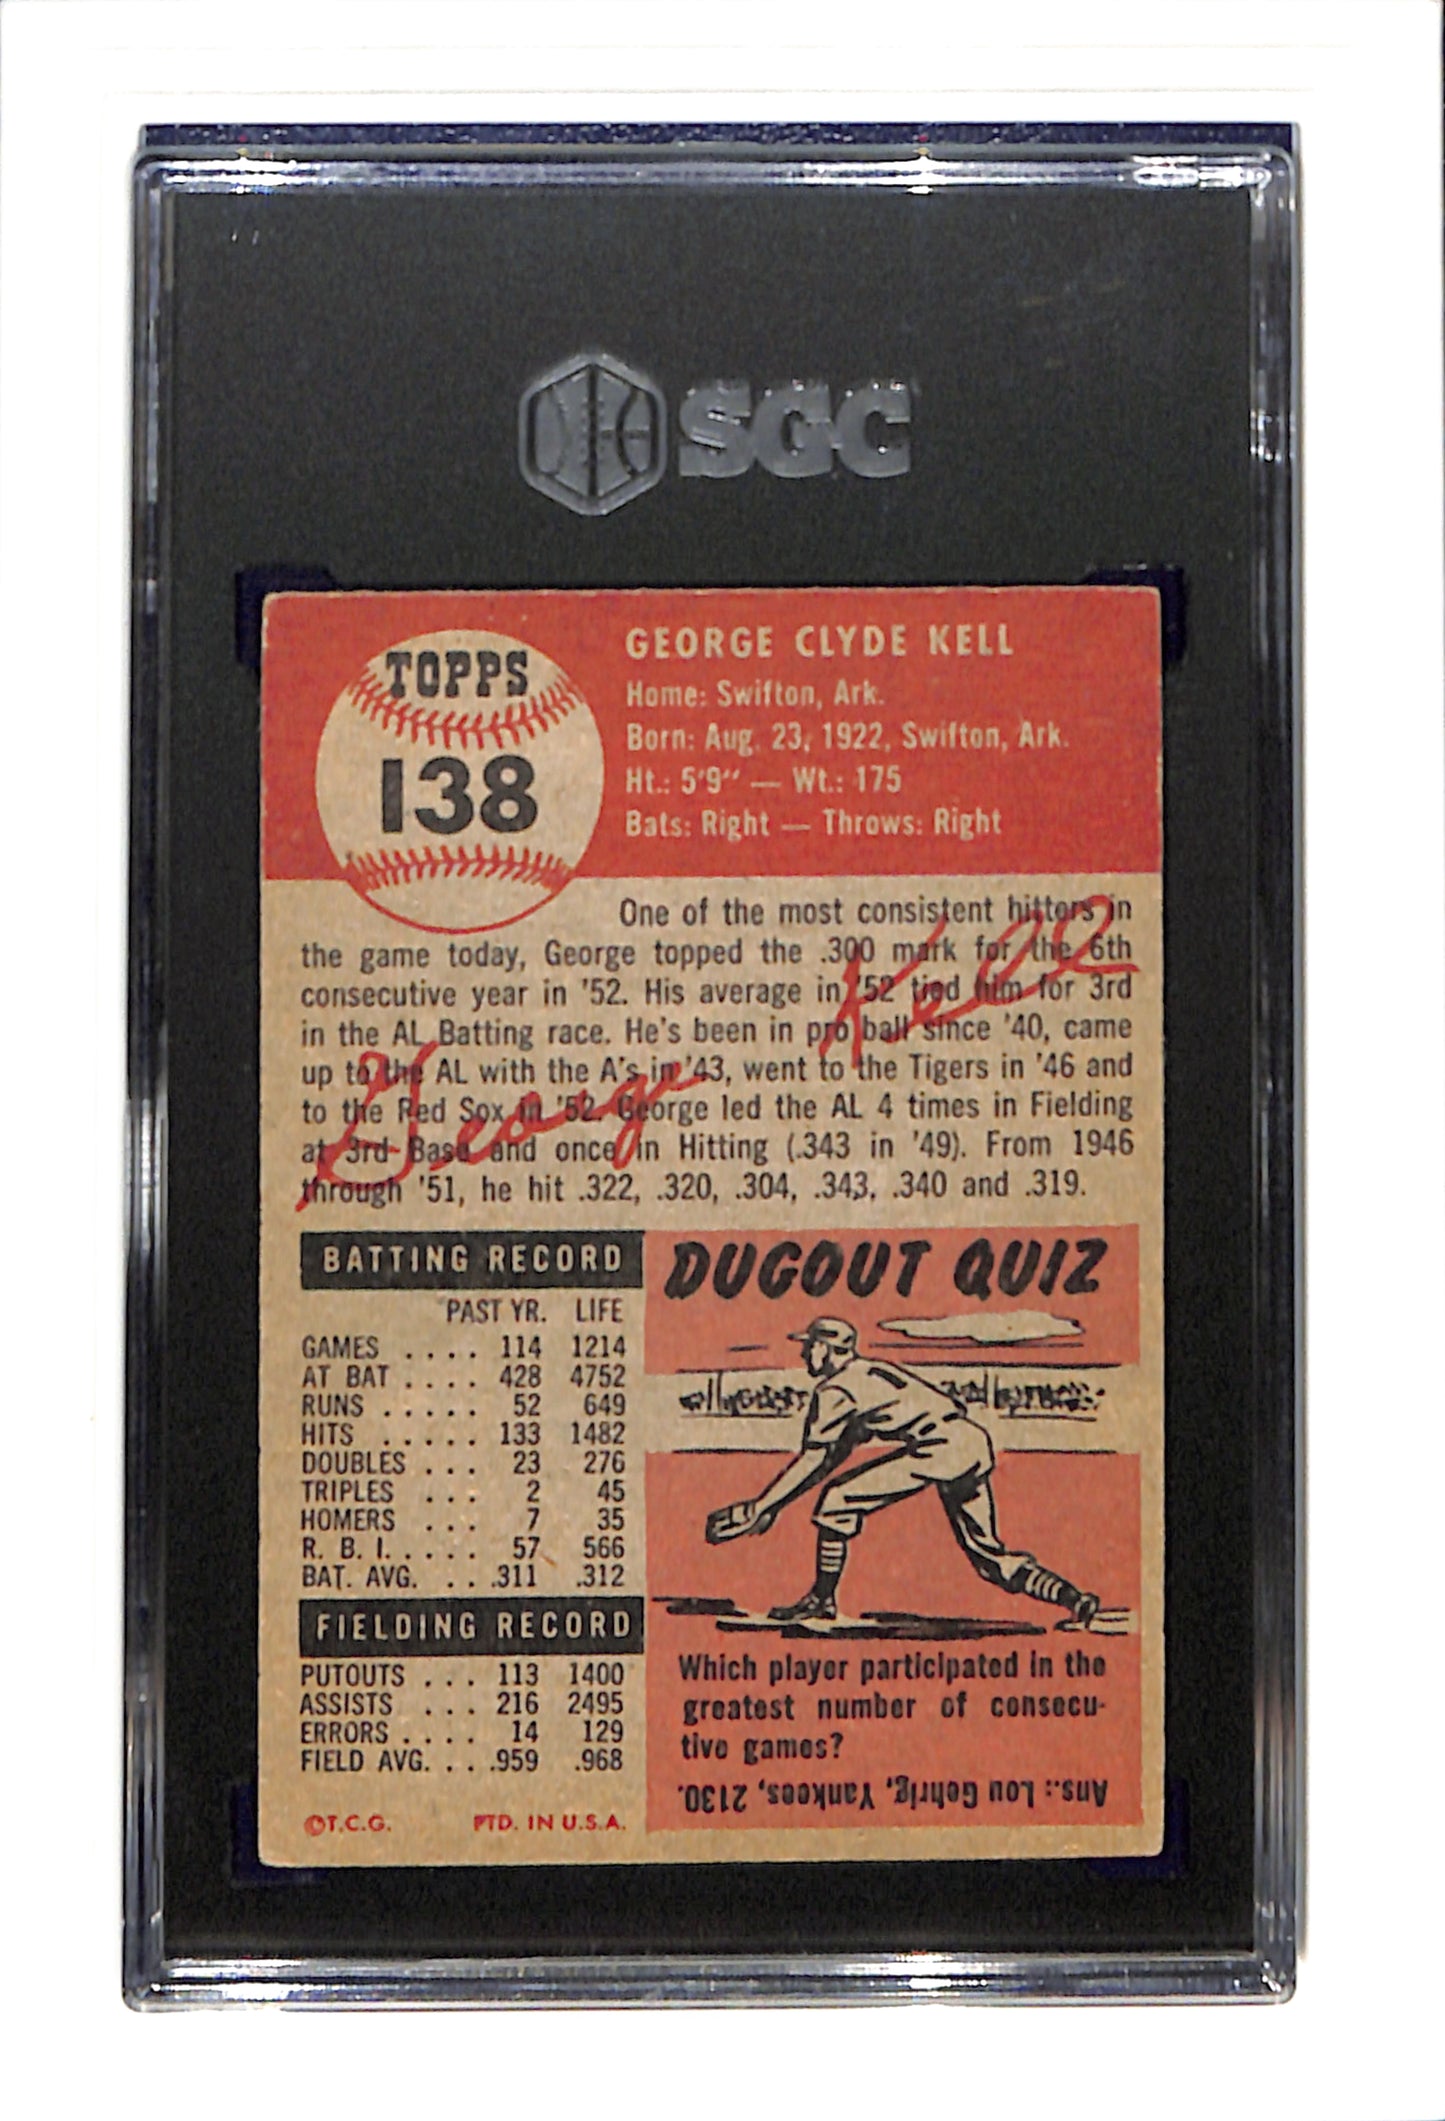 SGC
TOPPS
138
GEORGE CLYDE KELL
Home: Swifton, Ark.
Born: Aug. 23, 1922, Swifton, Ark.
Ht.: 5'9" — Wt.: 175
Bats: Right — Throws: Right
One of the most consistent hitters in
the game today, George topped the .300 mark for the 6th
consecutive year in '52. His average in '52 tied him for 3rd
in the AL Batting race. He's been in pro ball since '40, came
up to the AL with the A's in '43, went to the Tigers in '46 and
to the Red Sox in '52. George led the AL 4 times in Fielding
at 3rd Base and once in Hitting (.343 in '49). From 1946
through '51, he hit .322, .320, .304, .343, .340 and .319.
George Kell
BATTING RECORD
PAST YR. LIFE
GAMES .... 114 1214
AT BAT .... 428 4752
RUNS ..... 52 649
HITS ..... 133 1482
DOUBLES ... 23 276
TRIPLES ... 2 45
HOMERS ... 7 35
R. B. I. .... 57 566
BAT. AVG. ... .311 .312
FIELDING RECORD
PUTOUTS ... 113 1400
ASSISTS ... 216 2495
ERRORS .... 14 129
FIELD AVG. ... .959 .968
©T.C.G. PTD. IN U.S.A.
DUGOUT QUIZ
Which player participated in the
greatest number of consecu-
tive games?
Ans.: Lou Gehrig, Yankees, 2130.